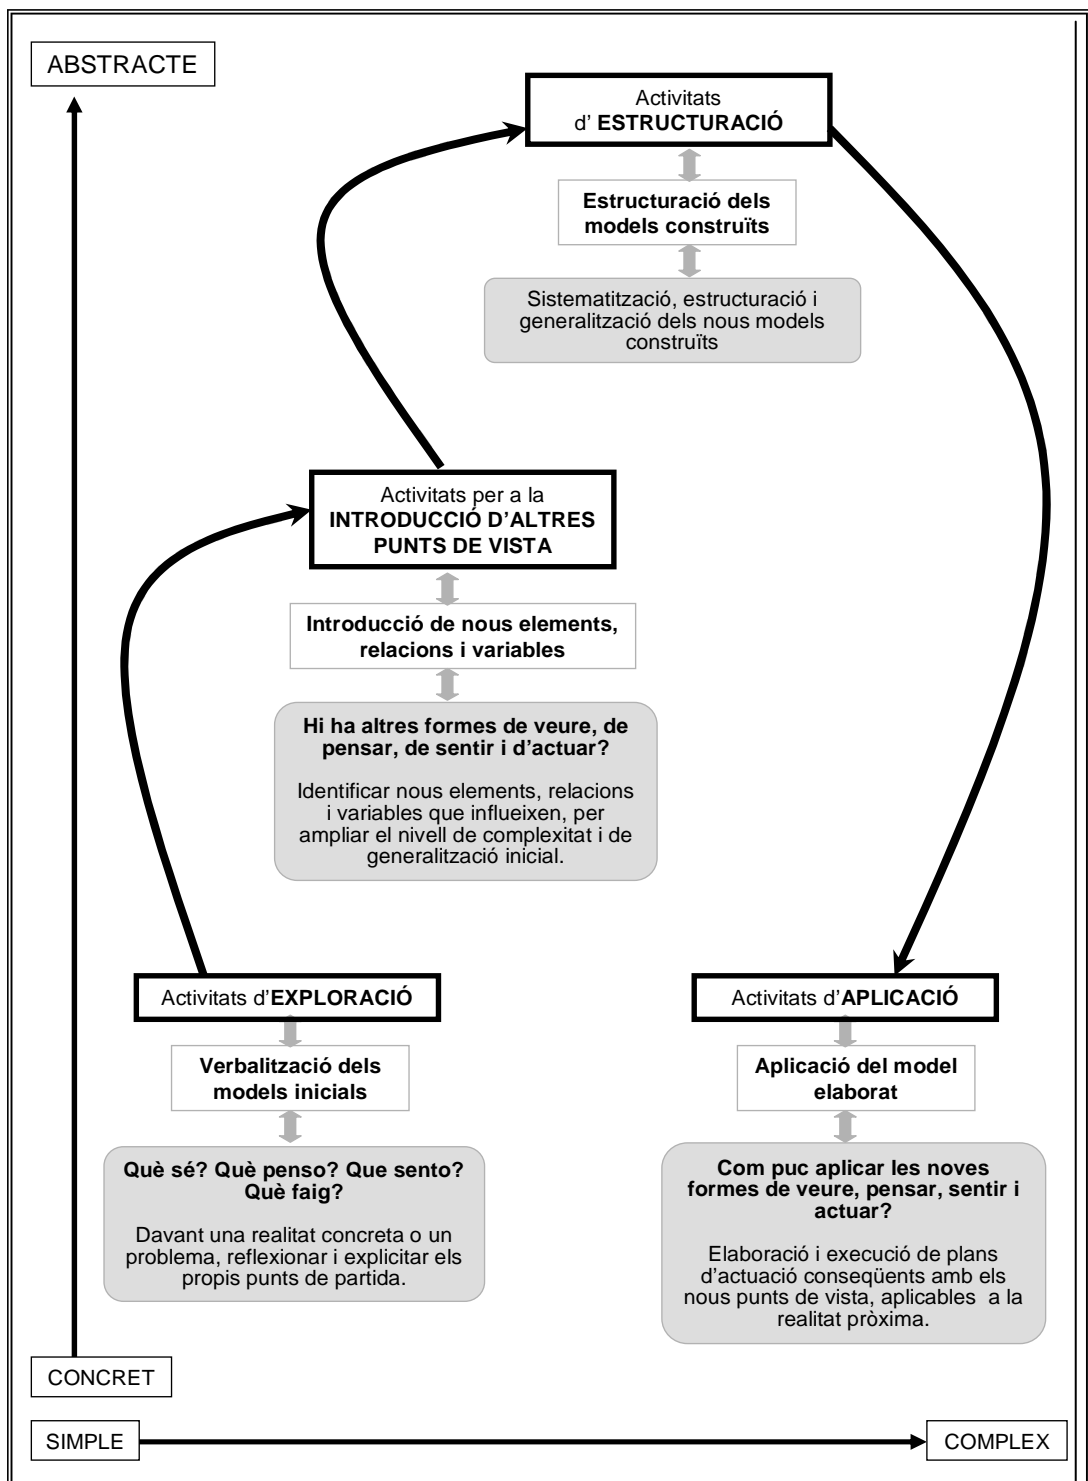 ABSTRACTE
Activitats
d’ ESTRUCTURACIÓ
Estructuració dels
models construïts
Sistematització, estructuració i
generalització dels nous models
construïts
Activitats per a la
INTRODUCCIÓ D’ALTRES
PUNTS DE VISTA
Introducció de nous elements,
relacions i variables
Hi ha altres formes de veure, de
pensar, de sentir i d’actuar?
Identificar nous elements, relacions
i variables que influeixen, per
ampliar el nivell de complexitat i de
generalització inicial.
Activitats d’EXPLORACIÓ
Verbalització dels
models inicials
Què sé? Què penso? Que sento?
Què faig?
Davant una realitat concreta o un
problema, reflexionar i explicitar els
propis punts de partida.
Activitats d’APLICACIÓ
Aplicació del model
elaborat
Com puc aplicar les noves
formes de veure, pensar, sentir i
actuar?
Elaboració i execució de plans
d’actuació conseqüents amb els
nous punts de vista, aplicables  a la
realitat pròxima.
CONCRET
SIMPLE
COMPLEX